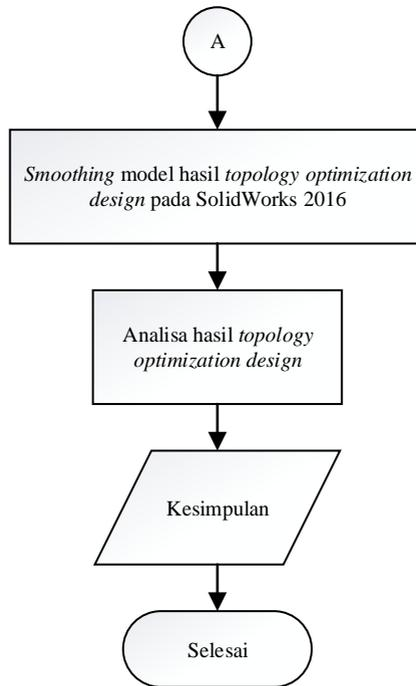 A
Smoothing model hasil topology optimization
design pada SolidWorks 2016
Analisa hasil topology
optimization design
Kesimpulan
Selesai